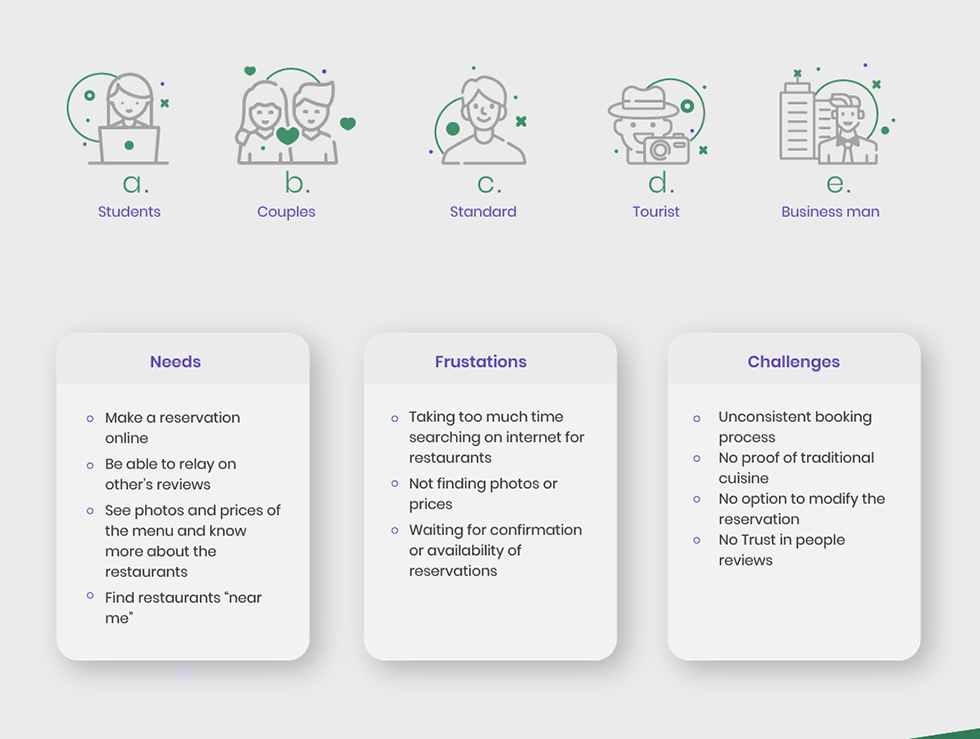 a.
Students
b.
Couples
c.
Standard
d.
Tourist
e.
Business man
Needs
Make a reservation
online
Be able to relay on
other's reviews
See photos and prices of
the menu and know
more about the
restaurants
Find restaurants “near
me”
Frustations
Taking too much time
searching on internet for
restaurants
Not finding photos or
prices
Waiting for confirmation
or availability of
reservations
Challenges
Unconsistent booking
process
No proof of traditional
cuisine
No option to modify the
reservation
No Trust in people
reviews